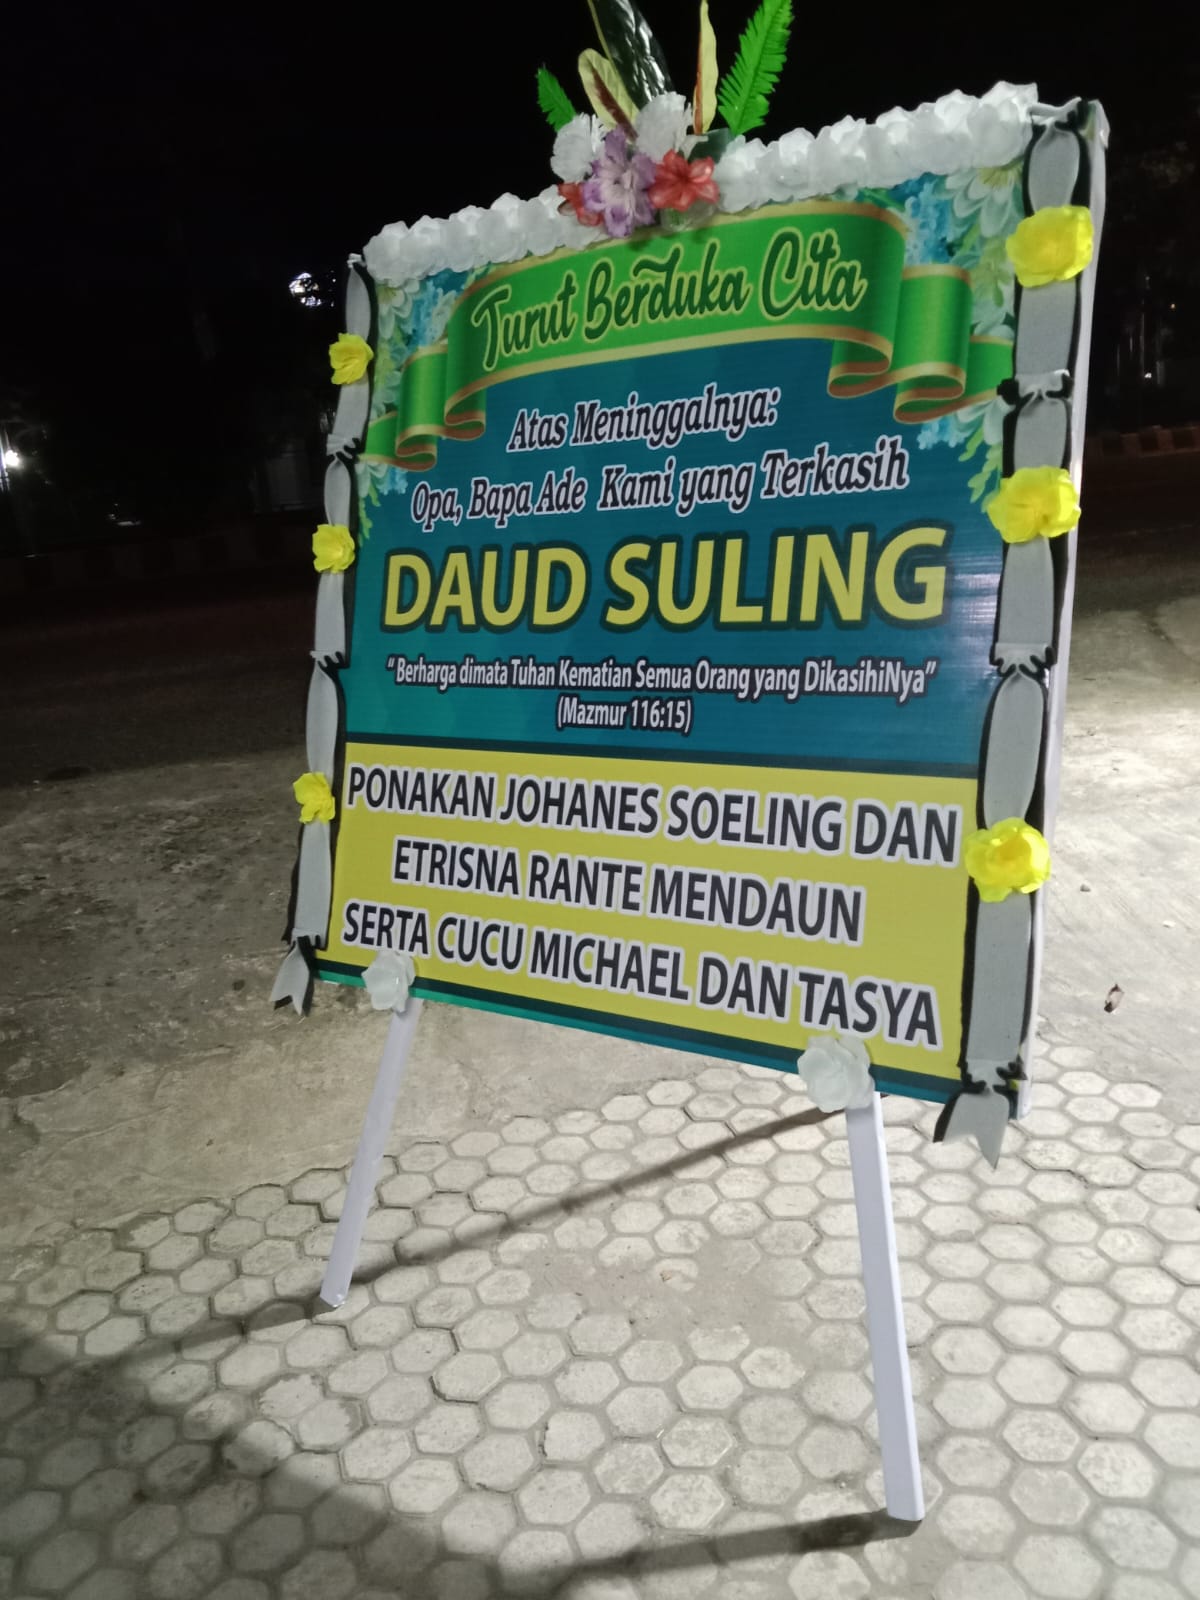 Turut Berduka Cita
Atas Meninggalnya:
Opa, Bapa Ade Kami yang Terkasih
DAUD SULING
"Berharga dimata Tuhan Kematian Semua Orang yang DikasihiNya"
(Mazmur 116:15)
PONAKAN JOHANES SOELING DAN
ETRISNA RANTE MENDAUN
SERTA CUCU MICHAEL DAN TASYA